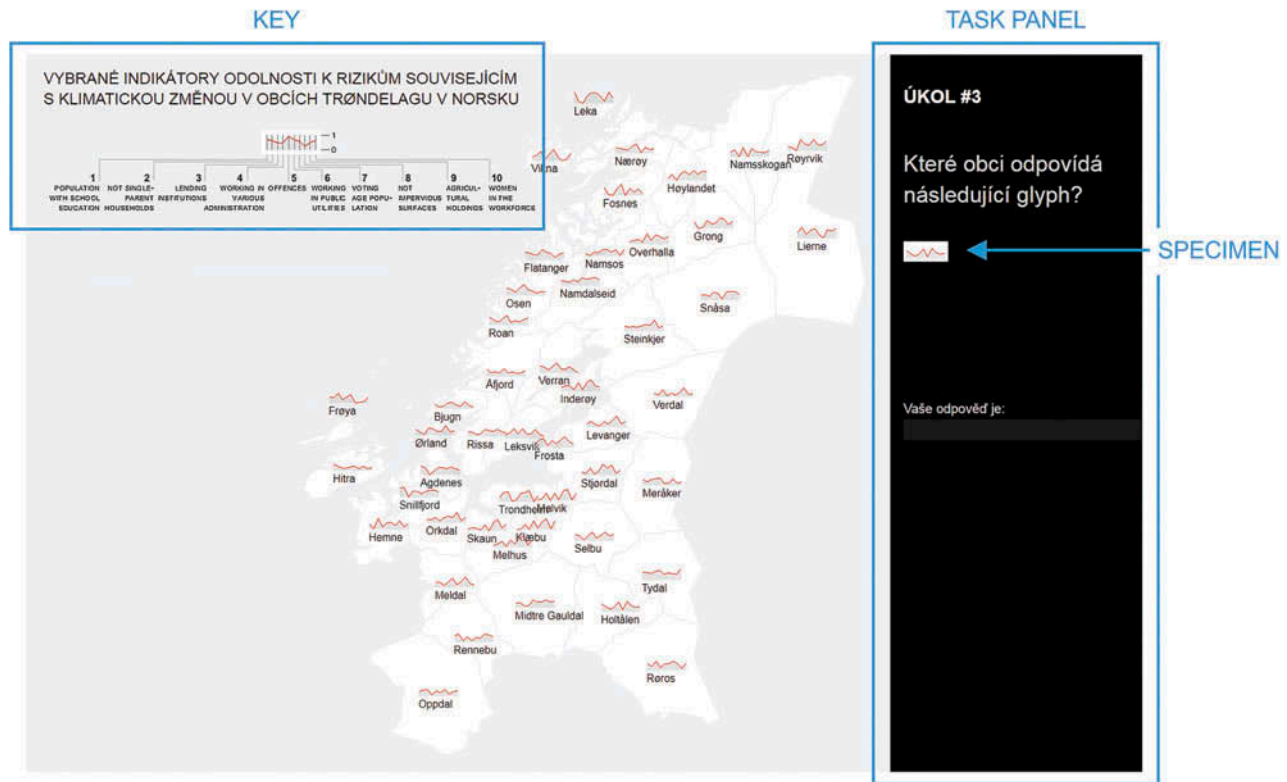 KEY
TASK PANEL
VYBRANÉ INDIKÁTORY ODOLNOSTI K RIZIKŮM SOUVISEJÍCÍM
S KLIMATICKOU ZMĚNOU V OBCÍCH TRØNDELAGU V NORSKU
1
0
1 2 3 4 5 6 7 8 9 10
POPULATION NOT SINGLE- LENDING WORKING IN OFFENCES WORKING VOTING NOT AGRICUL- WOMEN
WITH SCHOOL PARENT INSTITUTIONS VARIOUS IN PUBLIC AGE POPU- IMPERVIOUS TURAL IN THE
EDUCATION HOUSEHOLDS ADMINISTRATION UTILITIES LATION SURFACES HOLDINGS WORKFORCE
ÚKOL #3
Které obci odpovídá
následující glyph?
SPECIMEN
Vaše odpověď je:
Leka
Vikna
Nærøy
Namsskogan
Røyrvik
Høylandet
Fosnes
Grong
Lierne
Overhalla
Flatanger
Namsos
Namdalseid
Osen
Snåsa
Roan
Steinkjer
Åfjord
Verran
Inderøy
Verdal
Frøya
Bjugn
Ørland
Rissa
Leksvik
Frosta
Levanger
Hitra
Agdenes
Stjørdal
Meråker
Snillfjord
Trondheim
Malvik
Hemne
Orkdal
Skaun
Klæbu
Melhus
Selbu
Tydal
Meldal
Midtre Gauldal
Holtålen
Rennebu
Røros
Oppdal